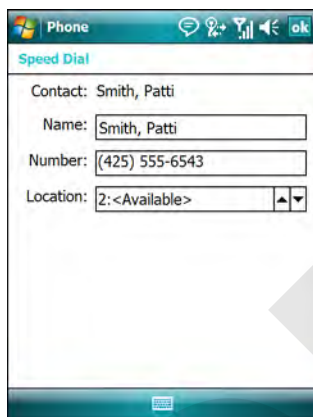 Phone ok
Speed Dial
Contact: Smith, Patti
Name: Smith, Patti
Number: (425) 555-6543
Location: 2:<Available>